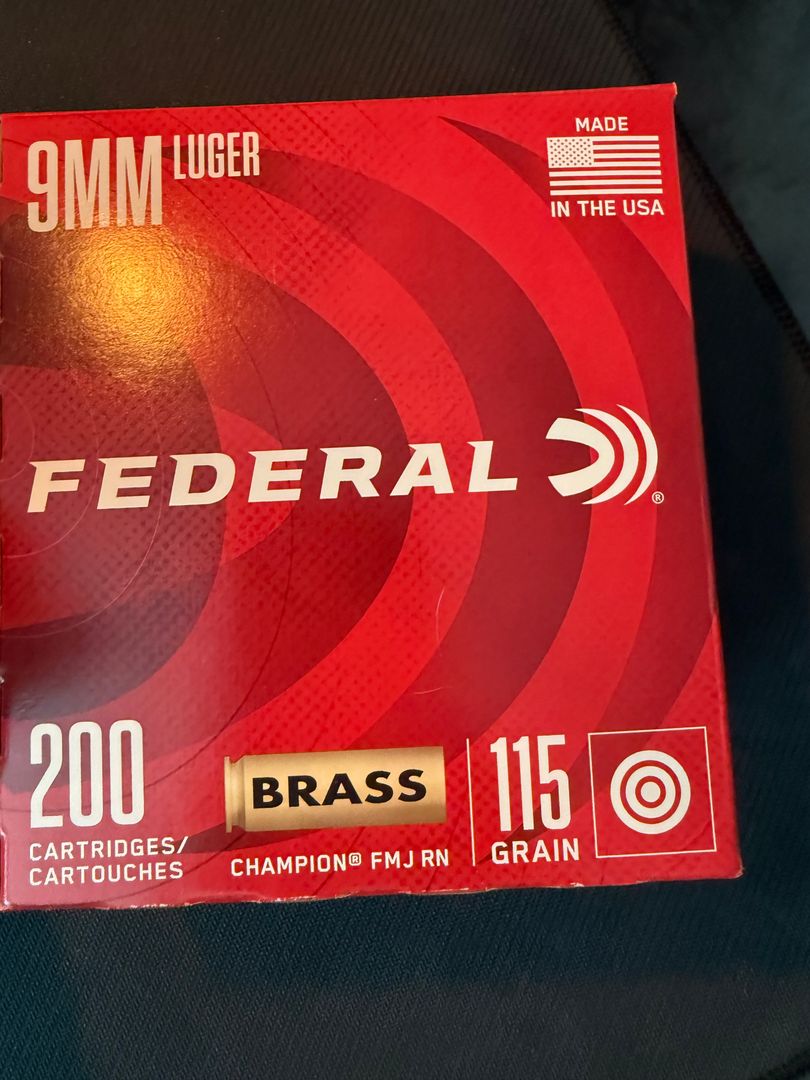 9MM LUGER
MADE
IN THE USA
FEDERAL ®
200
CARTRIDGES/
CARTOUCHES
BRASS
CHAMPION® FMJ RN
115
GRAIN